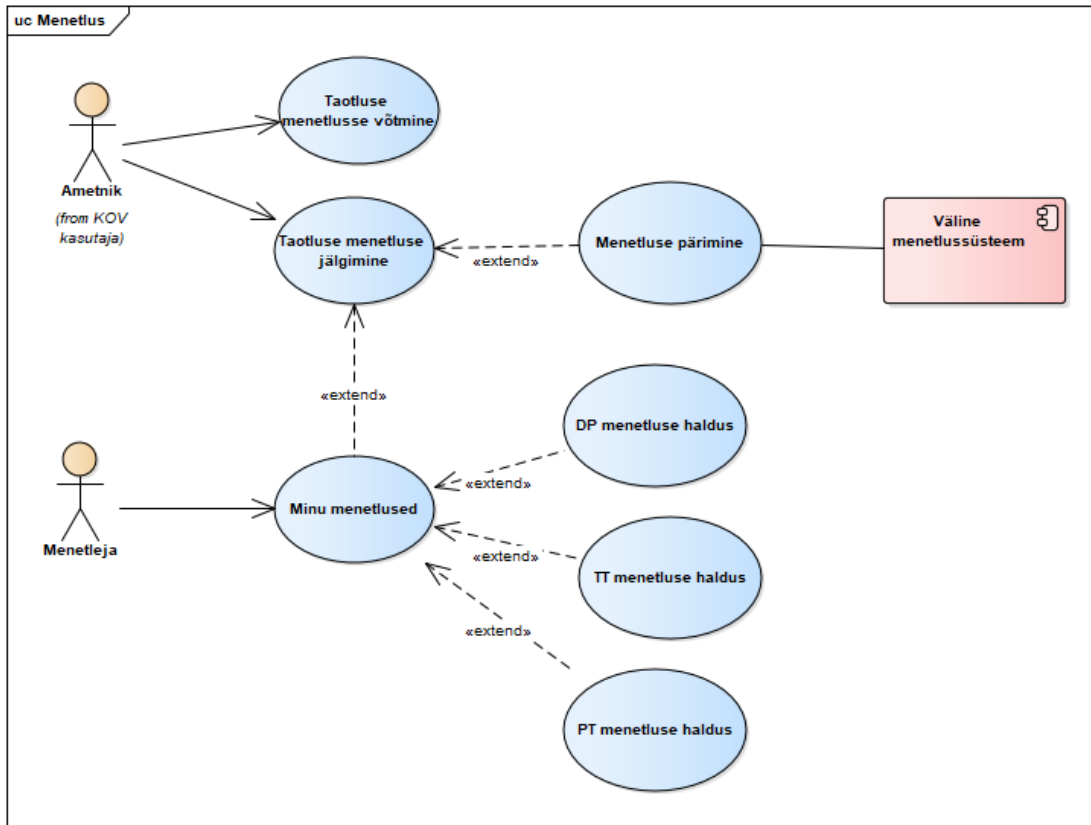 uc Menetlus
Taotluse
menetlusse võtmine
Ametnik
(from KOV
kasutaja)
Taotluse menetluse
jälgimine
«extend»
Menetluse pärimine
Väline
menetlussüsteem
«extend»
DP menetluse haldus
«extend»
Menetleja
Minu menetlused
«extend»
TT menetluse haldus
«extend»
PT menetluse haldus